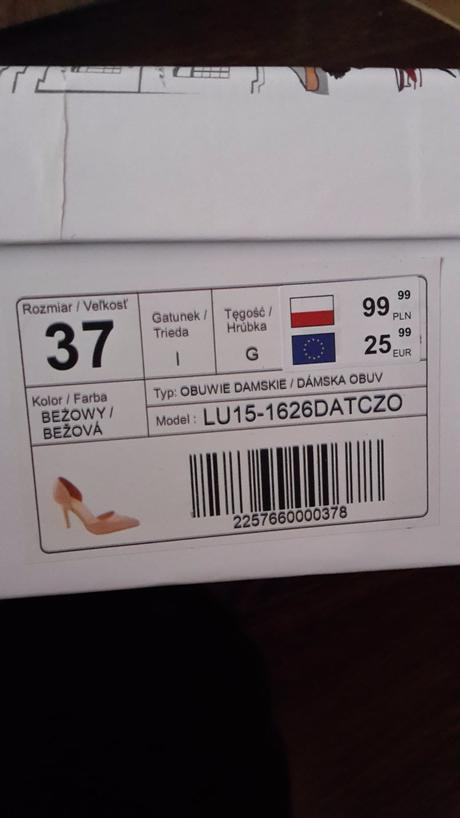 Rozmiar / Veľkosť
37
Gatunek /
Trieda
I
Tęgość /
Hrúbka
G
99 99 PLN
25 99 EUR
Kolor / Farba
BEŻOWY /
BEŽOVÁ
Typ: OBUWIE DAMSKIE / DÁMSKA OBUV
Model : LU15-1626DATCZO
2257660000378